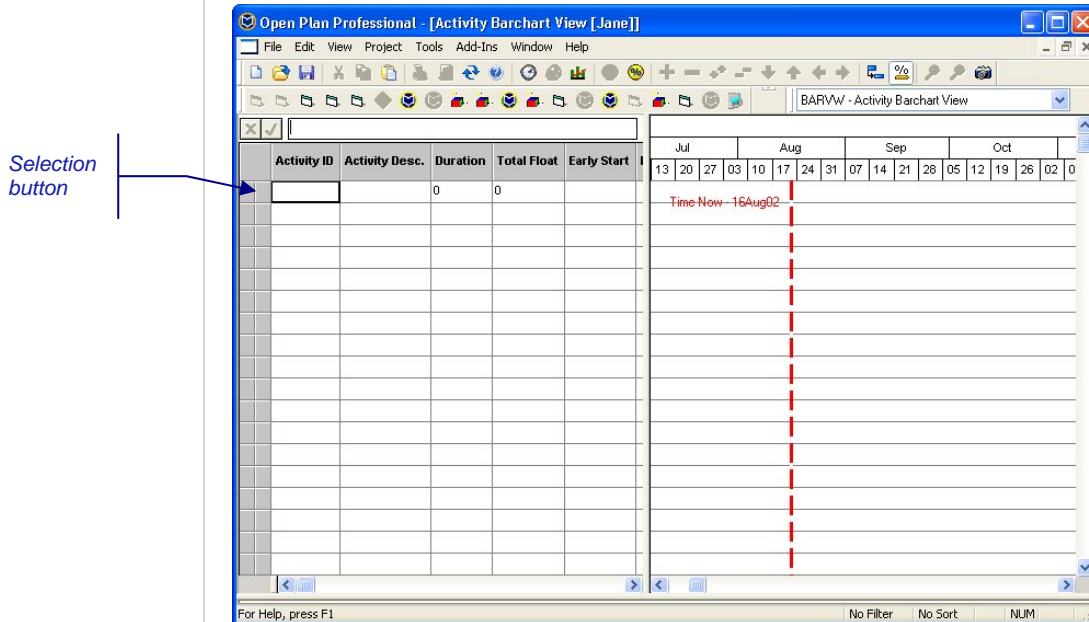 Open Plan Professional - [Activity Barchart View [Jane]]
File Edit View Project Tools Add-Ins Window Help
BARVW - Activity Barchart View
Selection
button
Activity ID Activity Desc. Duration Total Float Early Start
Jul Aug Sep Oct
13 20 27 03 10 17 24 31 07 14 21 28 05 12 19 26 02
0 0
Time Now - 16Aug02
For Help, press F1 No Filter No Sort NUM